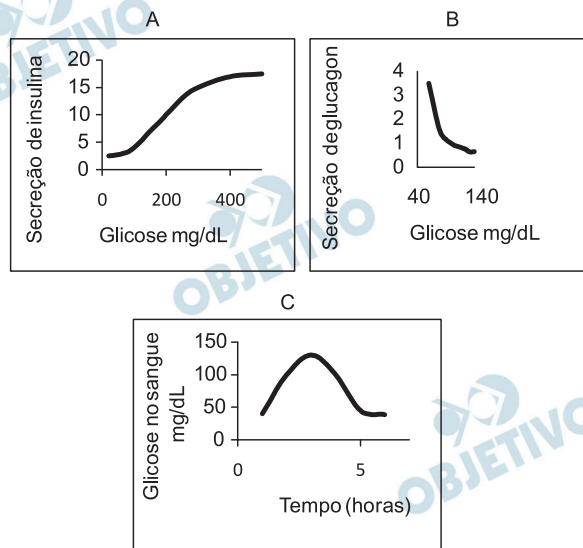 OBJETIVO
A
Secreção de insulina
20
15
10
5
0
0 200 400
Glicose mg/dL
B
Secreção deglucagon
4
3
2
1
0
40 140
Glicose mg/dL
OBJETIVO
C
Glicose no sangue
mg/dL
150
100
50
0
0 5
Tempo (horas)
OBJETIVO